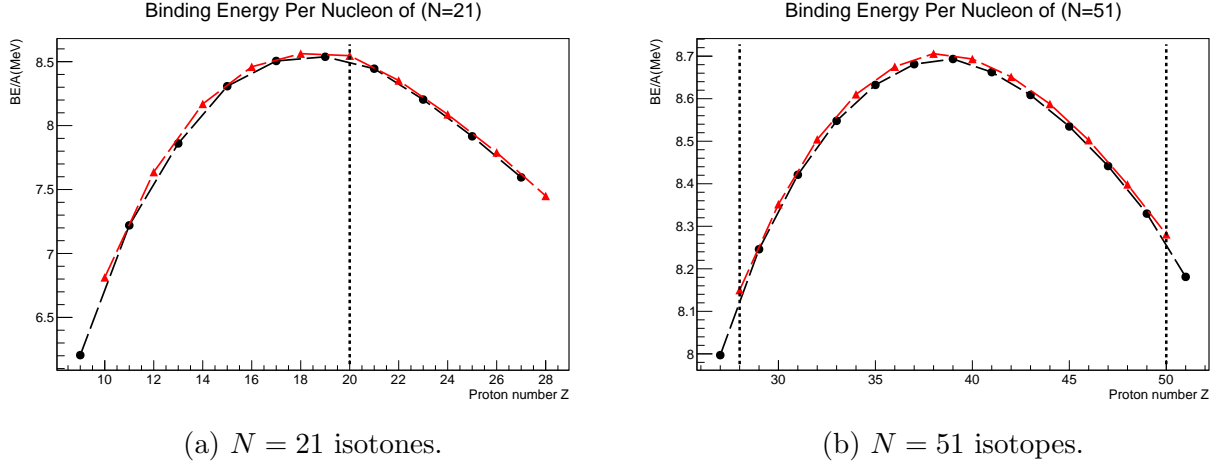 Binding Energy Per Nucleon of (N=21)
BE/A(MeV)
8.5
8
7.5
7
6.5
10 12 14 16 18 20 22 24 26 28
Proton number Z
(a) N = 21 isotones.
Binding Energy Per Nucleon of (N=51)
BE/A(MeV)
8.7
8.6
8.5
8.4
8.3
8.2
8.1
8
30 35 40 45 50
Proton number Z
(b) N = 51 isotopes.